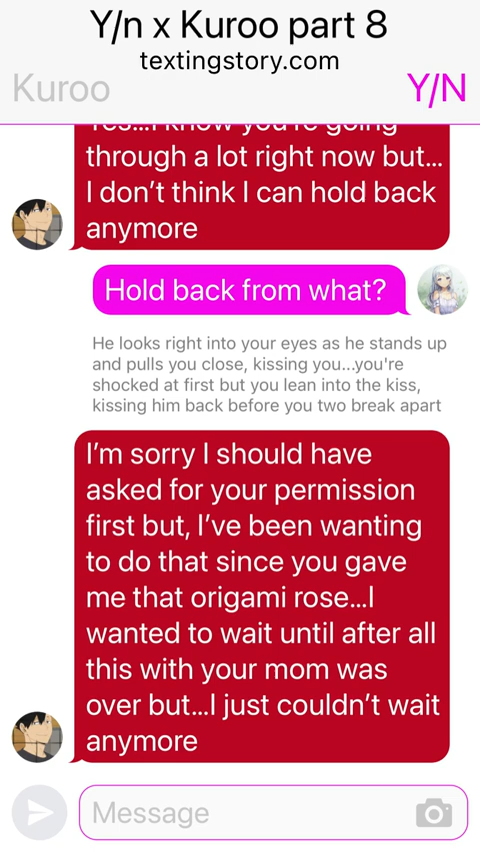 Y/n x Kuroo part 8
textingstory.com
Kuroo
Y/N
Yes...I know you're going
through a lot right now but...
I don't think I can hold back
anymore
Hold back from what?
He looks right into your eyes as he stands up
and pulls you close, kissing you...you're
shocked at first but you lean into the kiss,
kissing him back before you two break apart
I'm sorry I should have
asked for your permission
first but, I've been wanting
to do that since you gave
me that origami rose...I
wanted to wait until after all
this with your mom was
over but...I just couldn't wait
anymore
Message